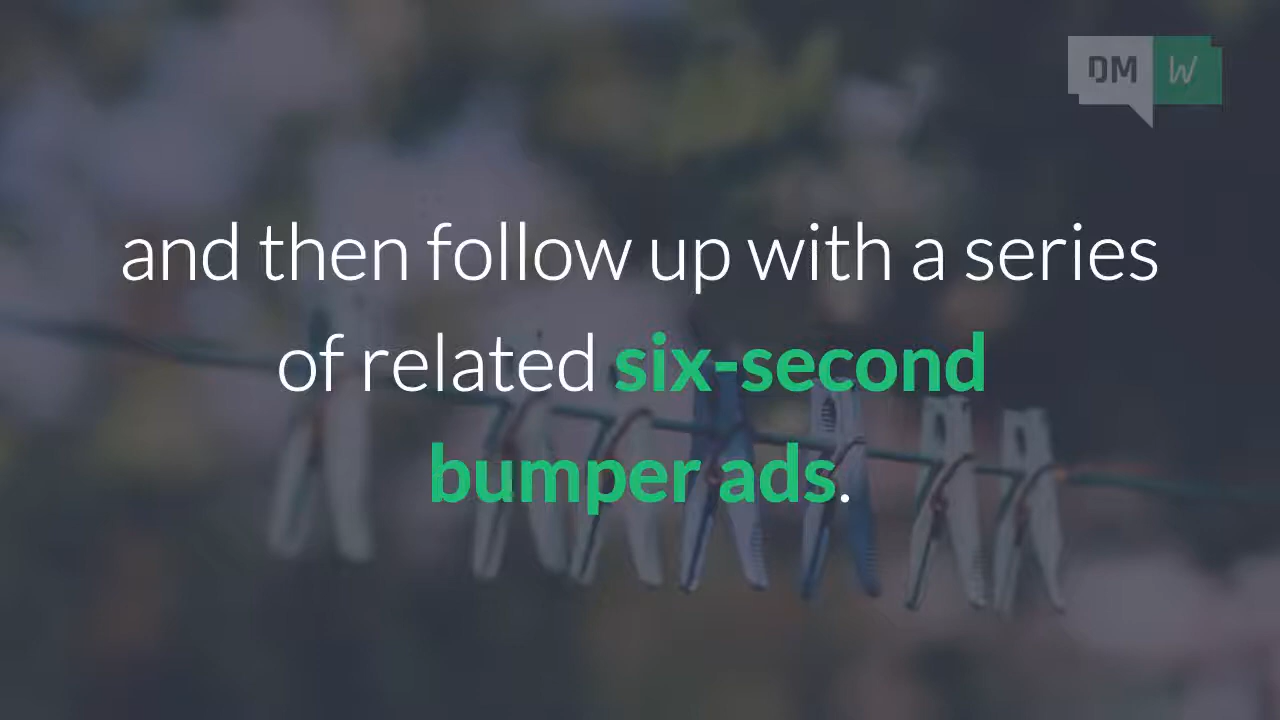 DM W
and then follow up with a series
of related six-second
bumper ads.